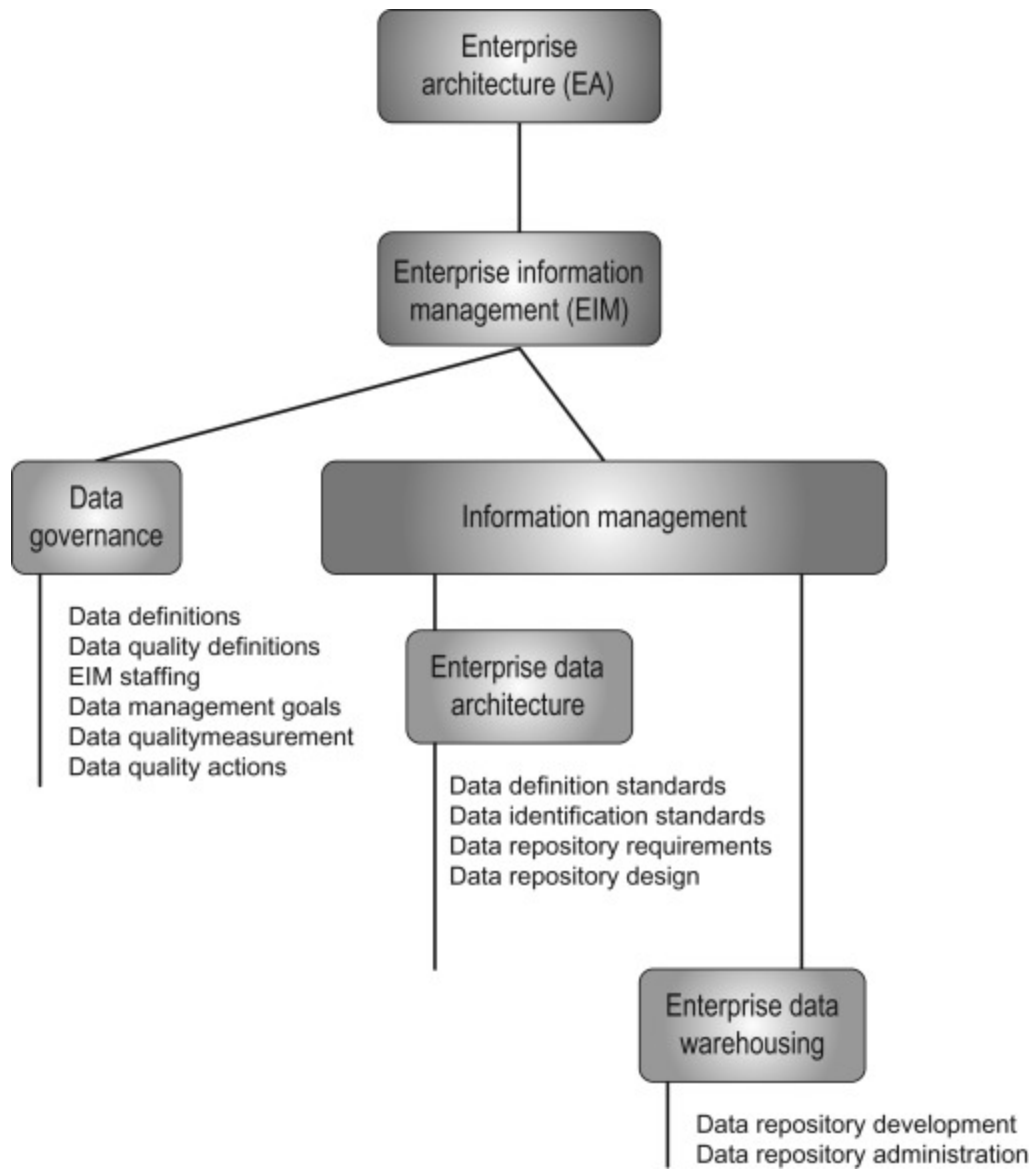 Enterprise
architecture (EA)
Enterprise information
management (EIM)
Data
governance
Data definitions
Data quality definitions
EIM staffing
Data management goals
Data qualitymeasurement
Data quality actions
Information management
Enterprise data
architecture
Data definition standards
Data identification standards
Data repository requirements
Data repository design
Enterprise data
warehousing
Data repository development
Data repository administration